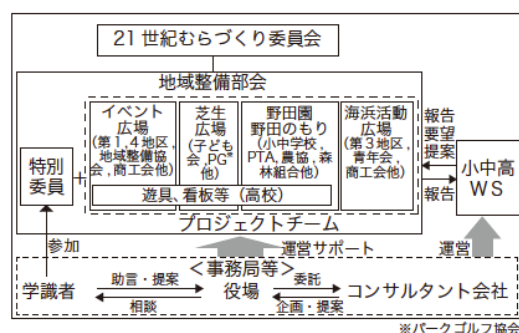 21世紀むらづくり委員会
地域整備部会
特別
委員
+
イベント
広場
(第1,4地区,
地域整備協
会,商工会他)
芝生
広場
(子ども
会,PG*
他)
野田園
野田のもり
(小中学校,
PTA,農協,森
林組合他)
海浜活動
広場
(第3地区,
青年会,
商工会他)
遊具、看板等(高校)
プロジェクトチーム
報告
要望
提案
報告
小中高
WS
参加
運営サポート
運営
<事務局等>
学識者
助言・提案
相談
役場
委託
企画・提案
コンサルタント会社
※パークゴルフ協会